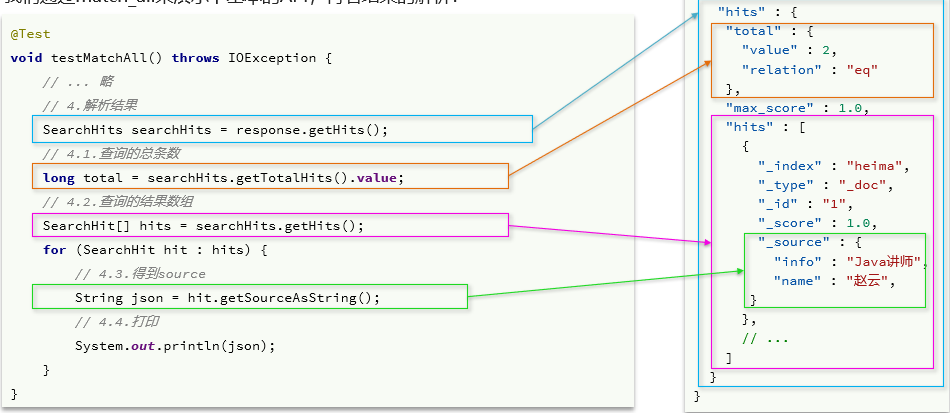 @Test
void testMatchAll() throws IOException {
// ... 略
// 4.解析结果
SearchHits searchHits = response.getHits();
// 4.1.查询的总条数
long total = searchHits.getTotalHits().value;
// 4.2.查询的结果数组
SearchHit[] hits = searchHits.getHits();
for (SearchHit hit : hits) {
// 4.3.得到source
String json = hit.getSourceAsString();
// 4.4.打印
System.out.println(json);
}
}
"hits" : {
"total" : {
"value" : 2,
"relation" : "eq"
},
"max_score" : 1.0,
"hits" : [
{
"_index" : "heima",
"_type" : "_doc",
"_id" : "1",
"_score" : 1.0,
"_source" : {
"info" : "Java讲师",
"name" : "赵云",
}
},
// ...
]
}
}